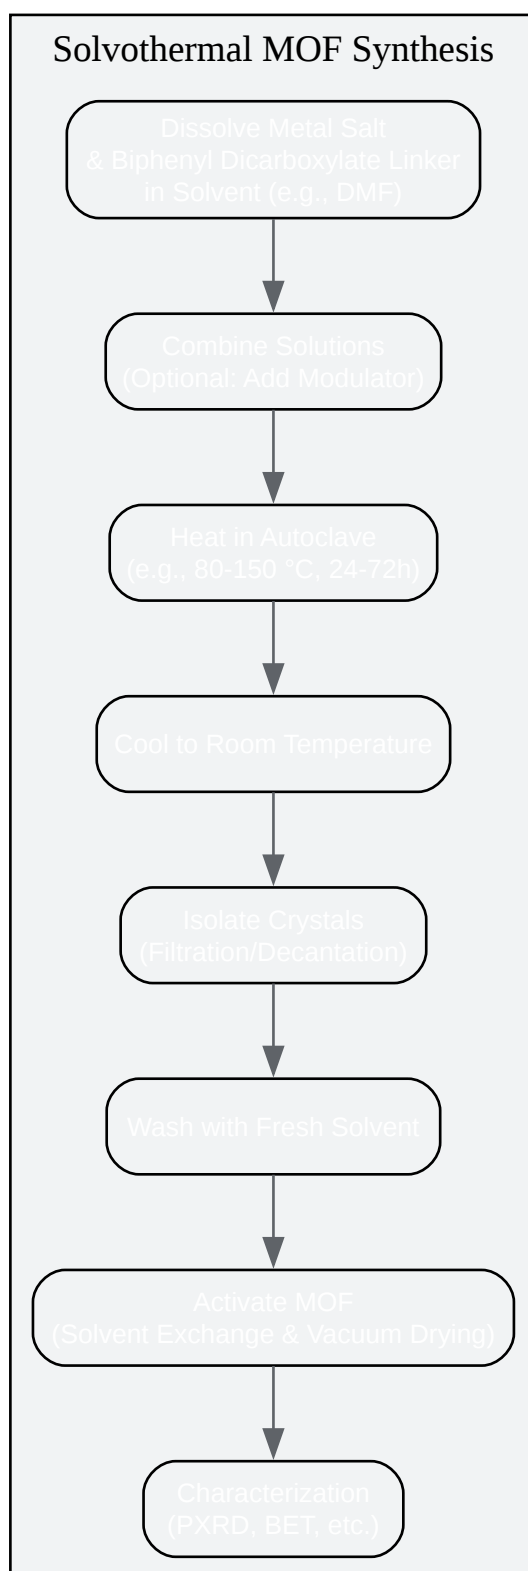 Solvothermal MOF Synthesis
Dissolve Metal Salt
& Biphenyl Dicarboxylate Linker
in Solvent (e.g., DMF)
Combine Solutions
(Optional: Add Modulator)
Heat in Autoclave
(e.g., 80-150 °C, 24-72h)
Cool to Room Temperature
Isolate Crystals
(Filtration/Decantation)
Wash with Fresh Solvent
Activate MOF
(Solvent Exchange & Vacuum Drying)
Characterization
(PXRD, BET, etc.)